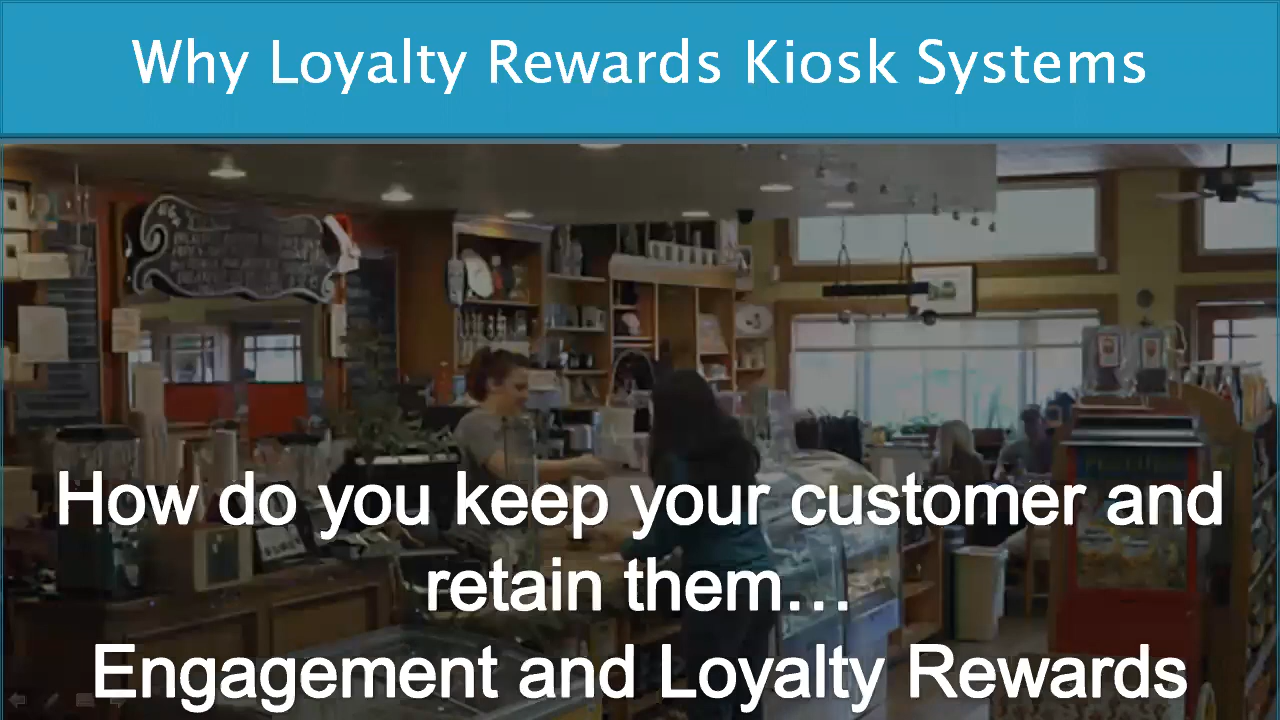 Why Loyalty Rewards Kiosk Systems
How do you keep your customer and
retain them...
Engagement and Loyalty Rewards